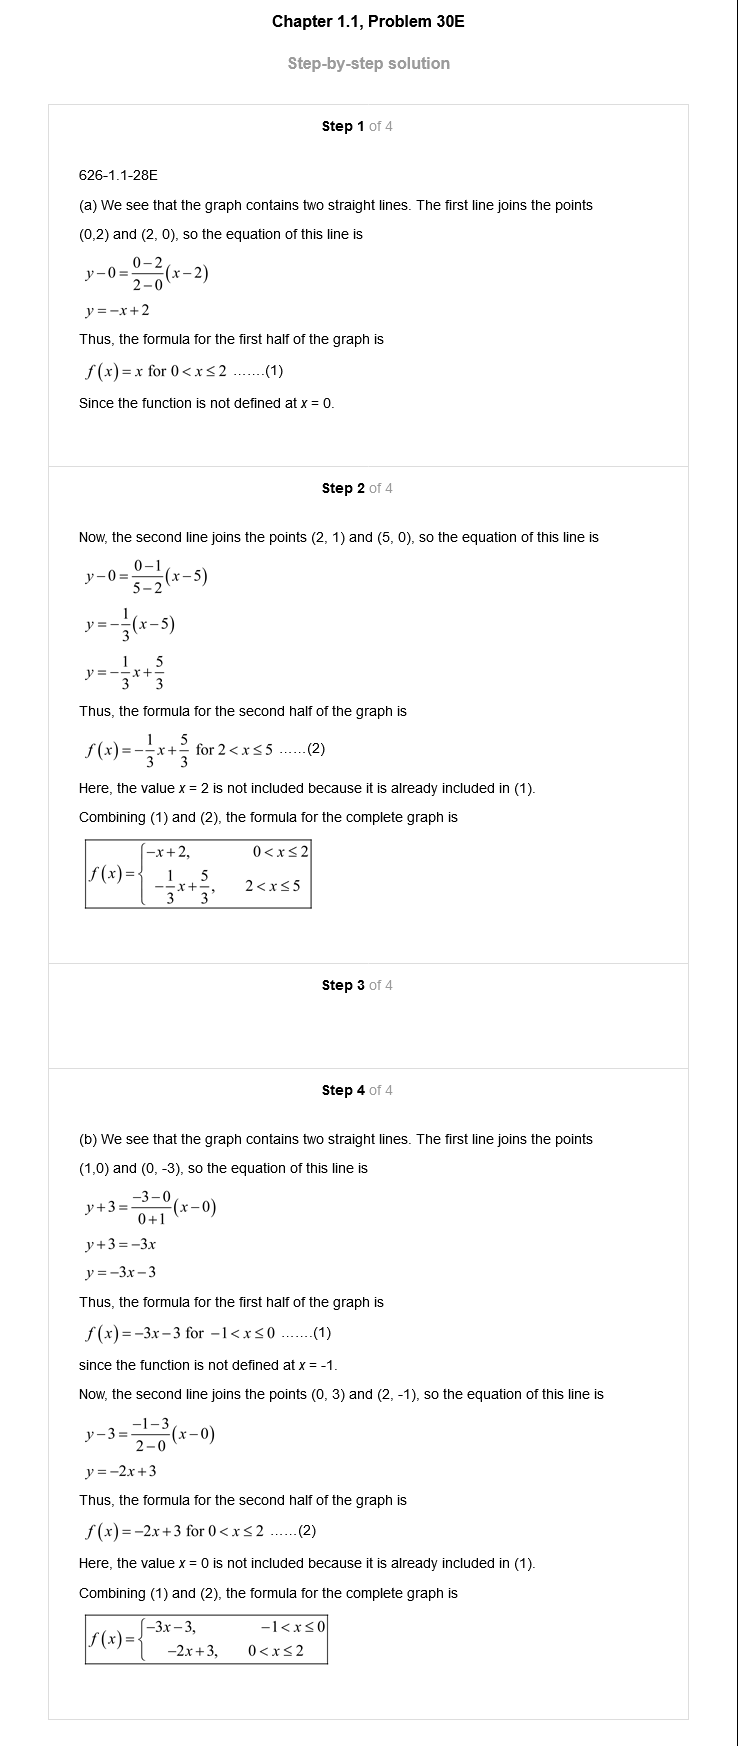 Chapter 1.1, Problem 30E
Step-by-step solution
Step 1 of 4
626-1.1-28E
(a) We see that the graph contains two straight lines. The first line joins the points
(0,2) and (2, 0), so the equation of this line is
y−0=\frac{0−2}{2−0}(x−2)
y=−x+2
Thus, the formula for the first half of the graph is
f(x)=x for 0<x≤2 .......(1)
Since the function is not defined at x = 0.
Step 2 of 4
Now, the second line joins the points (2, 1) and (5, 0), so the equation of this line is
y−0=\frac{0−1}{5−2}(x−5)
y=−\frac{1}{3}(x−5)
y=−\frac{1}{3}x+\frac{5}{3}
Thus, the formula for the second half of the graph is
f(x)=−\frac{1}{3}x+\frac{5}{3} for 2<x≤5 ......(2)
Here, the value x = 2 is not included because it is already included in (1).
Combining (1) and (2), the formula for the complete graph is
f(x)={ −x+2, 0<x≤2
−\frac{1}{3}x+\frac{5}{3}, 2<x≤5
Step 3 of 4
Step 4 of 4
(b) We see that the graph contains two straight lines. The first line joins the points
(1,0) and (0, -3), so the equation of this line is
y+3=\frac{−3−0}{0+1}(x−0)
y+3=−3x
y=−3x−3
Thus, the formula for the first half of the graph is
f(x)=−3x−3 for −1<x≤0 .......(1)
since the function is not defined at x = -1.
Now, the second line joins the points (0, 3) and (2, -1), so the equation of this line is
y−3=\frac{−1−3}{2−0}(x−0)
y=−2x+3
Thus, the formula for the second half of the graph is
f(x)=−2x+3 for 0<x≤2 ......(2)
Here, the value x = 0 is not included because it is already included in (1).
Combining (1) and (2), the formula for the complete graph is
f(x)={ −3x−3, −1<x≤0
−2x+3, 0<x≤2